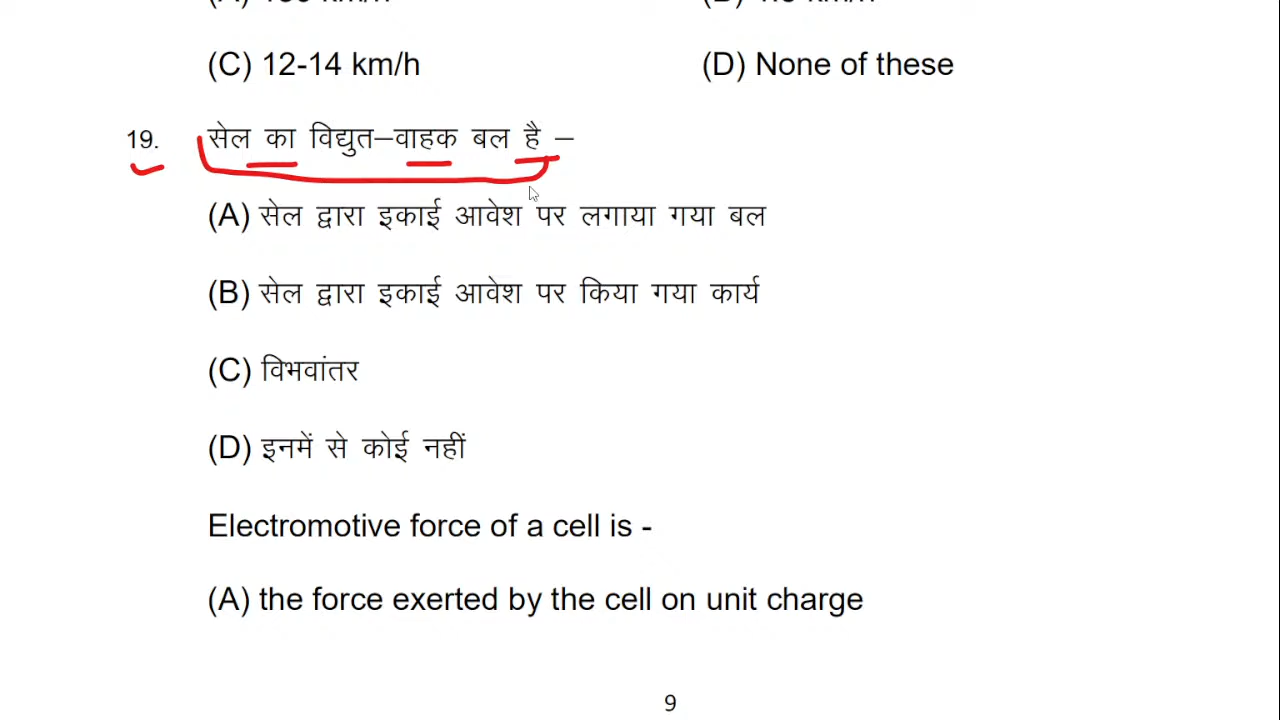 (C) 12-14 km/h (D) None of these
19. सेल का विद्युत–वाहक बल है –
(A) सेल द्वारा इकाई आवेश पर लगाया गया बल
(B) सेल द्वारा इकाई आवेश पर किया गया कार्य
(C) विभवांतर
(D) इनमें से कोई नहीं
Electromotive force of a cell is -
(A) the force exerted by the cell on unit charge
9